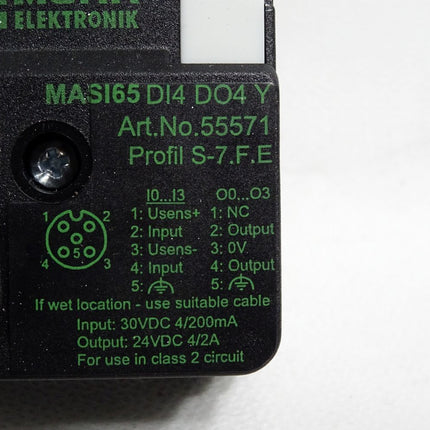 ELEKTRONIK
MASI65 DI4 DO4 Y
Art.No.55571
Profil S-7.F.E
I0...I3 O0...O3
1 2
1: Usens+ 1: NC
2: Input 2: Output
5
3: Usens- 3: 0V
4 3
4: Input 4: Output
5: 5:
If wet location - use suitable cable
Input: 30VDC 4/200mA
Output: 24VDC 4/2A
For use in class 2 circuit